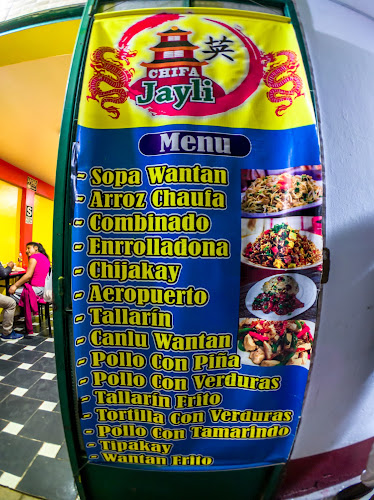 英
CHIFA
Jayli
Menu
- Sopa Wantan
- Arroz Chaufa
- Combinado
- Enrrolladona
- Chijakay
- Aeropuerto
- Tallarín
- Canlu Wantan
- Pollo Con Piña
- Pollo Con Verduras
- Tallarin Frito
- Tortilla Con Verduras
- Pollo Con Tamarindo
- Tipakay
- Wantan Frito
S